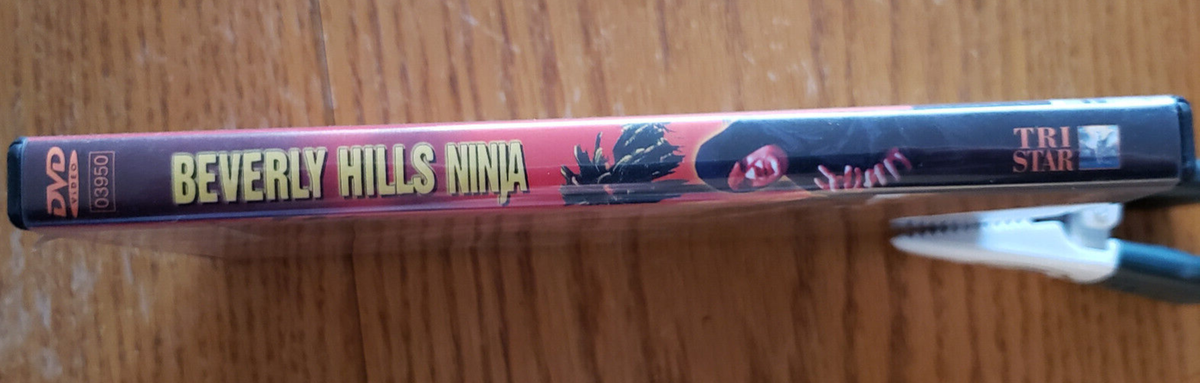 DVD
VIDEO
03950
BEVERLY HILLS NINJA
TRI
STAR